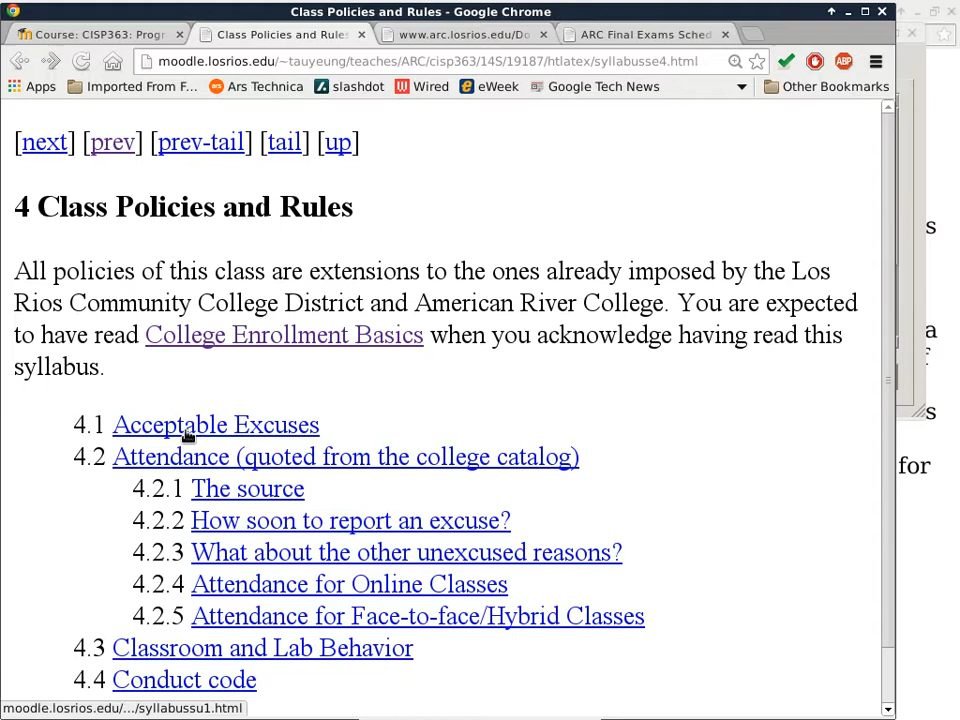 Class Policies and Rules - Google Chrome
Course: CISP363: Progr
Class Policies and Rules
www.arc.losrios.edu/Do
ARC Final Exams Sched
moodle.losrios.edu/~tauyeung/teaches/ARC/cisp363/14S/19187/htlatex/syllabusse4.html
ABP
Apps
Imported From F...
Ars Technica
slashdot
Wired
eWeek
Google Tech News
Other Bookmarks
[next] [prev] [prev-tail] [tail] [up]
4 Class Policies and Rules
All policies of this class are extensions to the ones already imposed by the Los
Rios Community College District and American River College. You are expected
to have read College Enrollment Basics when you acknowledge having read this
syllabus.
4.1 Acceptable Excuses
4.2 Attendance (quoted from the college catalog)
4.2.1 The source
4.2.2 How soon to report an excuse?
4.2.3 What about the other unexcused reasons?
4.2.4 Attendance for Online Classes
4.2.5 Attendance for Face-to-face/Hybrid Classes
4.3 Classroom and Lab Behavior
4.4 Conduct code
moodle.losrios.edu/.../syllabussu1.html
s
a
s
for